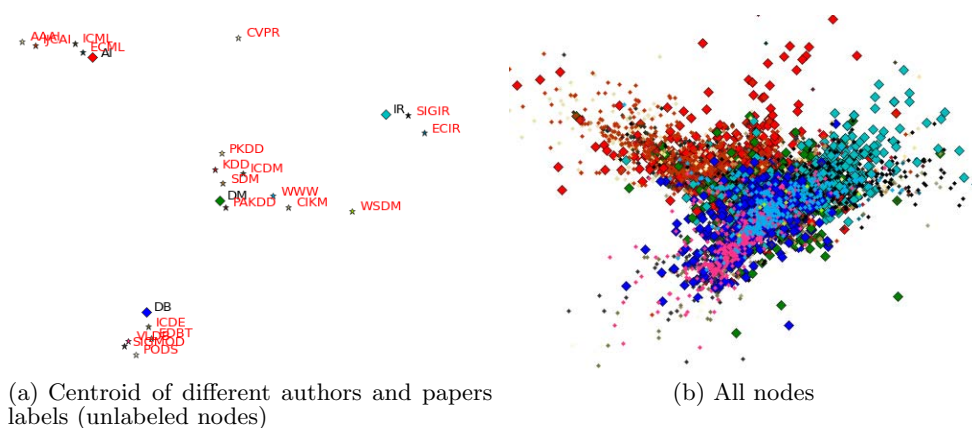 AAAI
IJCAI
ICML
ECML
AI
CVPR
IR
SIGIR
ECIR
PKDD
KDD
ICDM
SDM
DM
PAKDD
WWW
CIKM
WSDM
DB
ICDE
EDBT
VLDB
SIGMOD
PODS
(a) Centroid of different authors and papers
labels (unlabeled nodes)
(b) All nodes